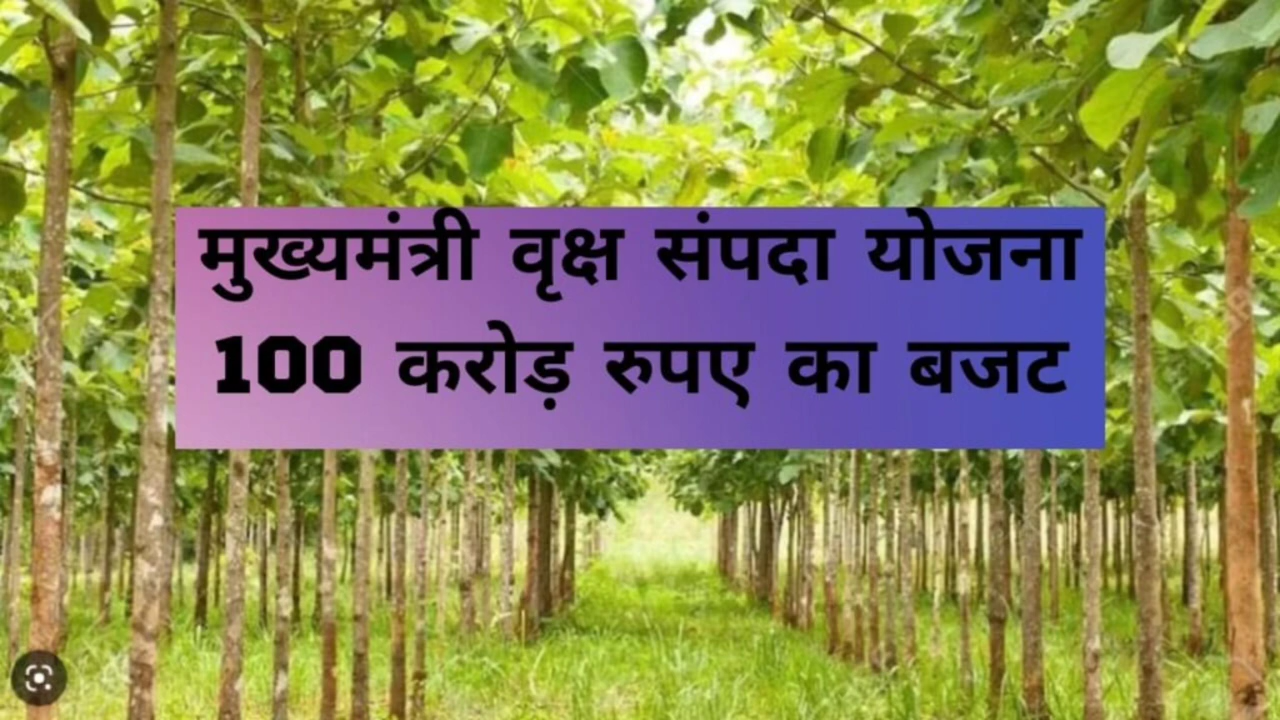 मुख्यमंत्री वृक्ष संपदा योजना
100 करोड़ रुपए का बजट